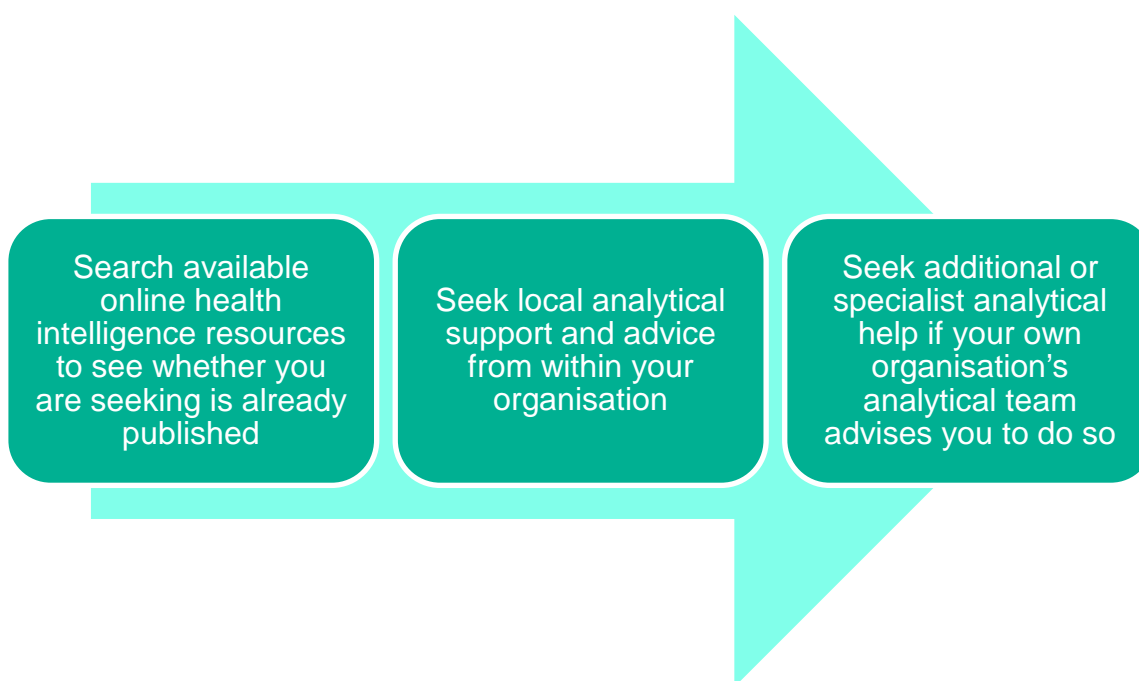 Search available
online health
intelligence resources
to see whether you
are seeking is already
published
Seek local analytical
support and advice
from within your
organisation
Seek additional or
specialist analytical
help if your own
organisation’s
analytical team
advises you to do so